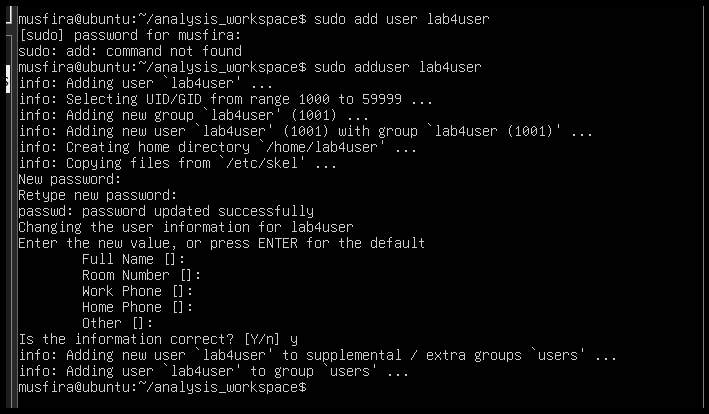 musfira@ubuntu:~/analysis_workspace$ sudo add user lab4user
[sudo] password for musfira:
sudo: add: command not found
musfira@ubuntu:~/analysis_workspace$ sudo adduser lab4user
info: Adding user `lab4user' ...
info: Selecting UID/GID from range 1000 to 59999 ...
info: Adding new group `lab4user' (1001) ...
info: Adding new user `lab4user' (1001) with group `lab4user (1001)' ...
info: Creating home directory `/home/lab4user' ...
info: Copying files from `/etc/skel' ...
New password:
Retype new password:
passwd: password updated successfully
Changing the user information for lab4user
Enter the new value, or press ENTER for the default
Full Name []:
Room Number []:
Work Phone []:
Home Phone []:
Other []:
Is the information correct? [Y/n] y
info: Adding new user `lab4user' to supplemental / extra groups `users' ...
info: Adding user `lab4user' to group `users' ...
musfira@ubuntu:~/analysis_workspace$